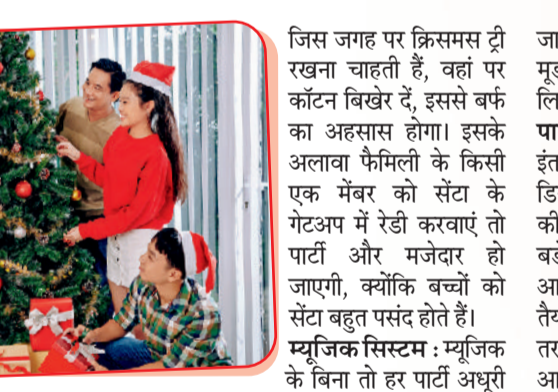 जिस जगह पर क्रिसमस ट्री
रखना चाहती हैं, वहां पर
कॉटन बिखेर दें, इससे बर्फ
का अहसास होगा। इसके
अलावा फैमिली के किसी
एक मेंबर को सेंटा के
गेटअप में रेडी करवाएं तो
पार्टी और मजेदार हो
जाएगी, क्योंकि बच्चों को
सेंटा बहुत पसंद होते हैं।
म्यूजिक सिस्टम : म्यूजिक
के बिना तो हर पार्टी अधूरी